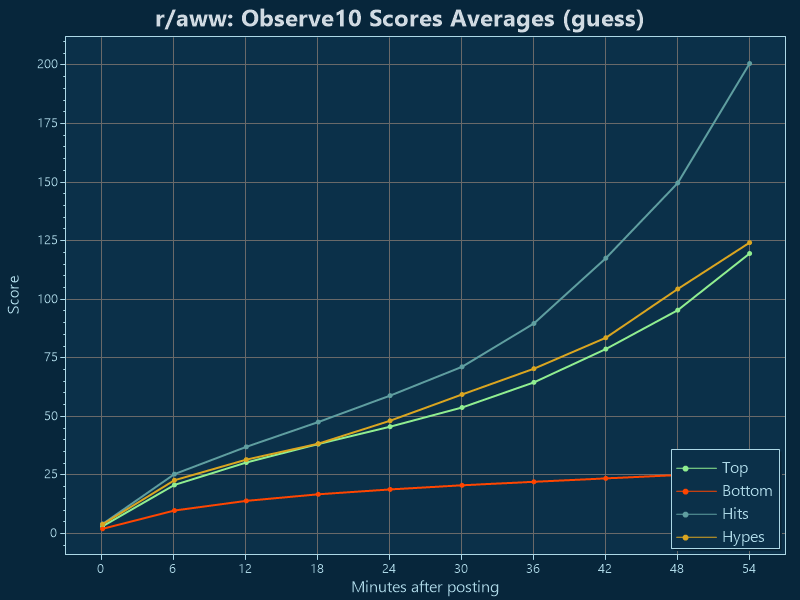 r/aww: Observe10 Scores Averages (guess)
200
175
150
125
100
75
50
25
0
Score
0 6 12 18 24 30 36 42 48 54
Minutes after posting
Top
Bottom
Hits
Hypes